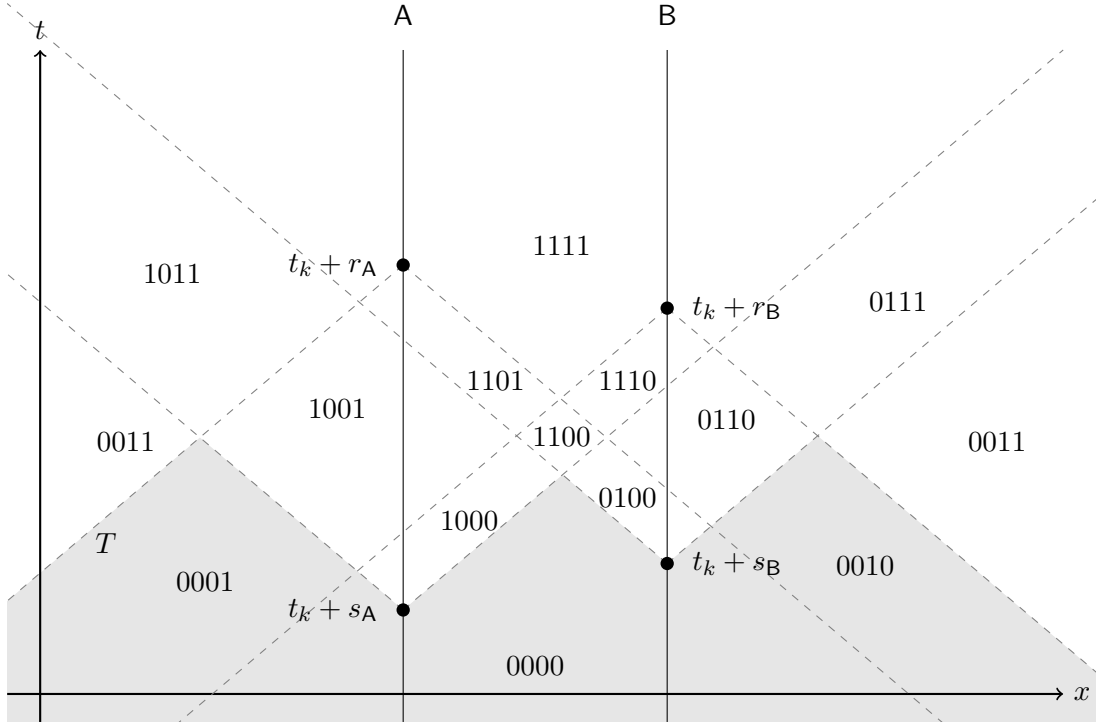 A B
t
1111
t_k + r_A
1011
0111
t_k + r_B
1101 1110
1001
0110
0011 1100 0011
0100
1000
T
t_k + s_B 0010
0001
t_k + s_A
0000
x